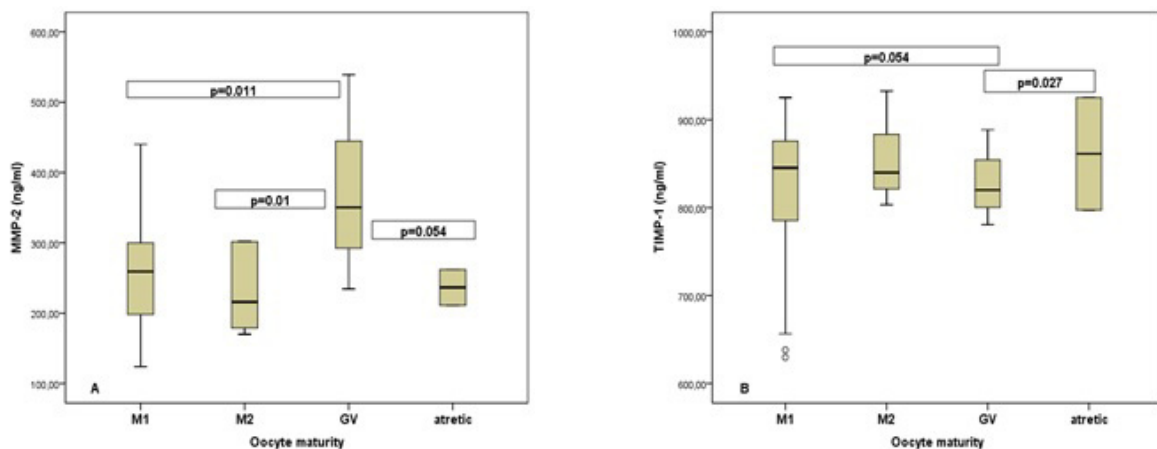 600,00
500,00
400,00
300,00
200,00
100,00
MMP-2 (ng/ml)
p=0.011
p=0.01
p=0.054
A
M1 M2 GV atretic
Oocyte maturity
1000,00
900,00
800,00
700,00
600,00
TIMP-1 (ng/ml)
p=0.054
p=0.027
B
M1 M2 GV atretic
Oocyte maturity